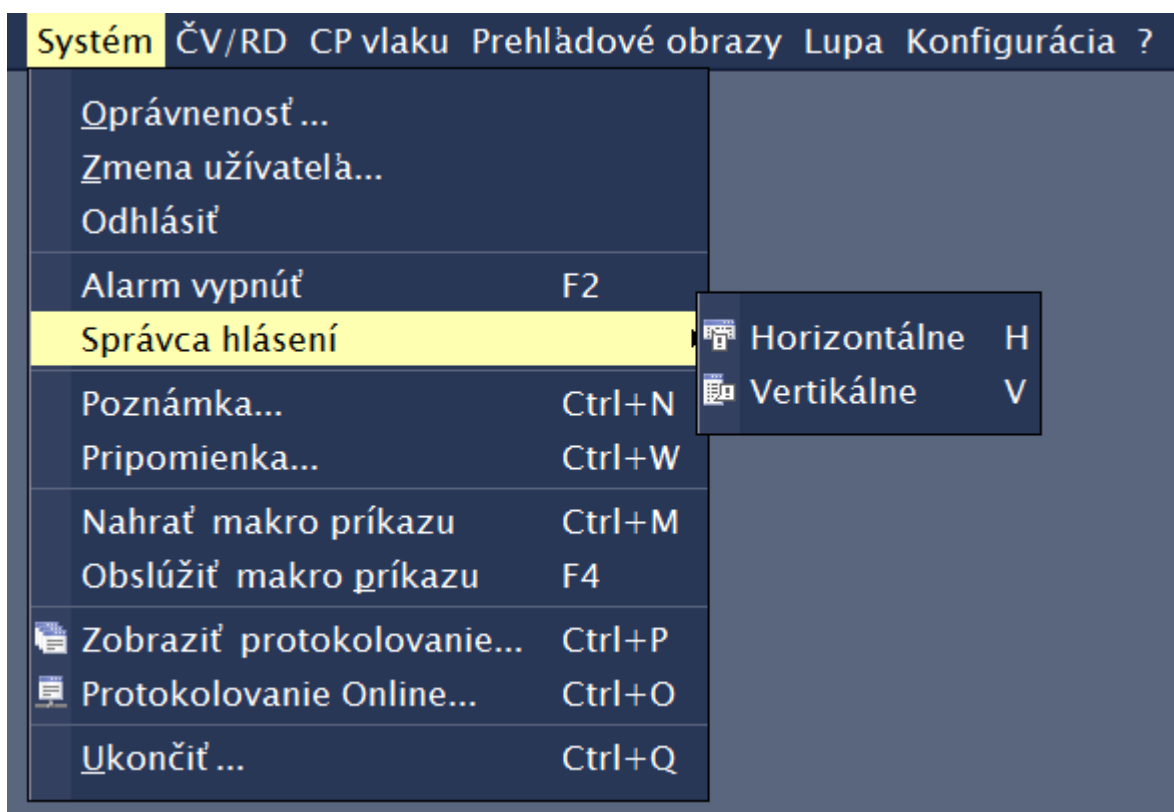 Systém ČV/RD CP vlaku Prehľadové obrazy Lupa Konfigurácia ?
Oprávnenosť ...
Zmena užívateľa...
Odhlásiť
Alarm vypnúť F2
Správca hlásení
Horizontálne H
Vertikálne V
Poznámka... Ctrl+N
Pripomienka... Ctrl+W
Nahrať makro príkazu Ctrl+M
Obslúžiť makro príkazu F4
Zobraziť protokolovanie... Ctrl+P
Protokolovanie Online... Ctrl+O
Ukončiť ... Ctrl+Q